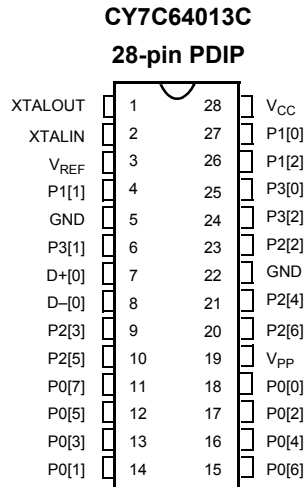 CY7C64013C
28-pin PDIP
XTALOUT 1 28 VCC
XTALIN 2 27 P1[0]
VREF 3 26 P1[2]
P1[1] 4 25 P3[0]
GND 5 24 P3[2]
P3[1] 6 23 P2[2]
D+[0] 7 22 GND
D–[0] 8 21 P2[4]
P2[3] 9 20 P2[6]
P2[5] 10 19 VPP
P0[7] 11 18 P0[0]
P0[5] 12 17 P0[2]
P0[3] 13 16 P0[4]
P0[1] 14 15 P0[6]